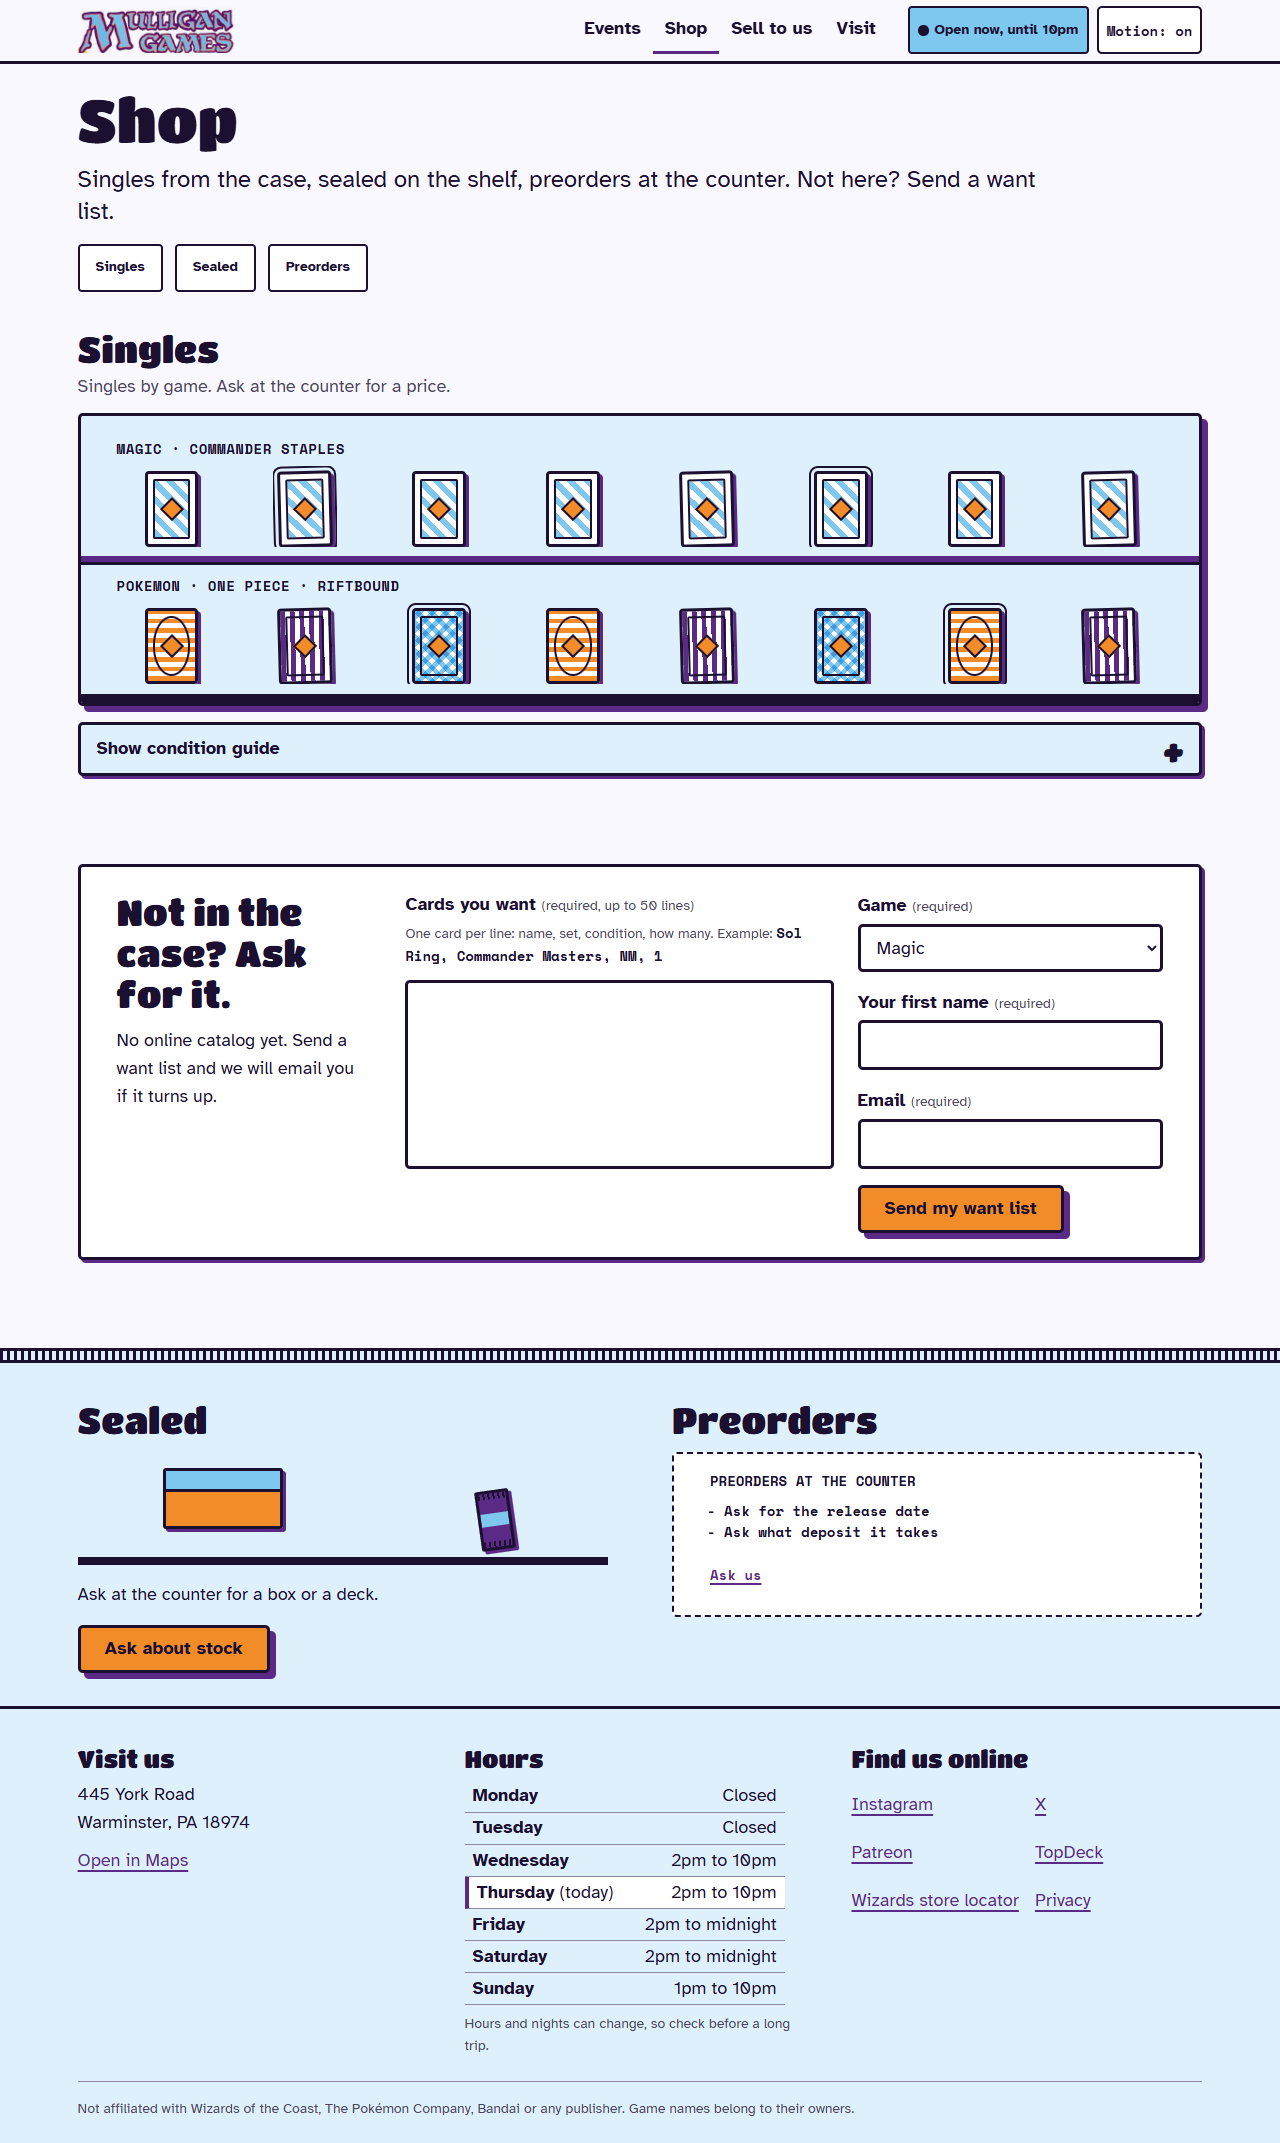 MULLIGAN GAMES
Events Shop Sell to us Visit Open now, until 10pm Motion: on
Shop
Singles from the case, sealed on the shelf, preorders at the counter. Not here? Send a want
list.
Singles Sealed Preorders
Singles
Singles by game. Ask at the counter for a price.
MAGIC · COMMANDER STAPLES
POKEMON · ONE PIECE · RIFTBOUND
Show condition guide
Not in the
case? Ask
for it.
No online catalog yet. Send a
want list and we will email you
if it turns up.
Cards you want (required, up to 50 lines)
One card per line: name, set, condition, how many. Example: Sol
Ring, Commander Masters, NM, 1
Game (required)
Magic
Your first name (required)
Email (required)
Send my want list
Sealed
Ask at the counter for a box or a deck.
Ask about stock
Preorders
PREORDERS AT THE COUNTER
- Ask for the release date
- Ask what deposit it takes
Ask us
Visit us
445 York Road
Warminster, PA 18974
Open in Maps
Hours
Monday Closed
Tuesday Closed
Wednesday 2pm to 10pm
Thursday (today) 2pm to 10pm
Friday 2pm to midnight
Saturday 2pm to midnight
Sunday 1pm to 10pm
Hours and nights can change, so check before a long
trip.
Find us online
Instagram X
Patreon TopDeck
Wizards store locator Privacy
Not affiliated with Wizards of the Coast, The Pokémon Company, Bandai or any publisher. Game names belong to their owners.